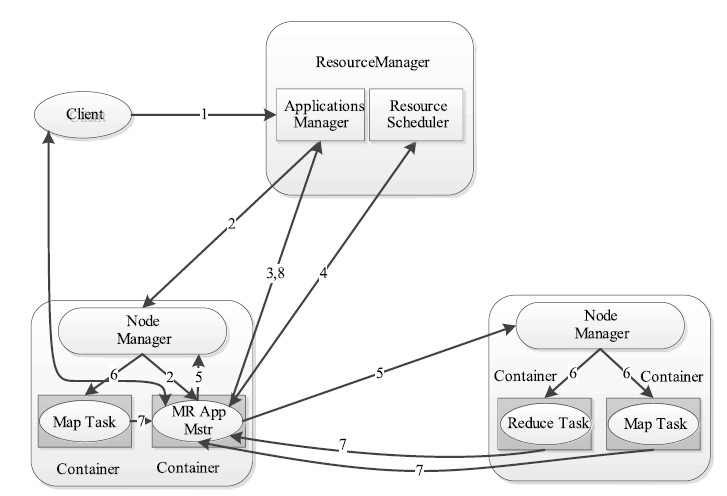 ResourceManager
Client
1
Applications
Manager
Resource
Scheduler
2
3,8
4
Node
Manager
6
2
5
Map Task
7
MR App
Mstr
Container
Container
5
Node
Manager
Container
6
6
Container
Reduce Task
Map Task
7
7